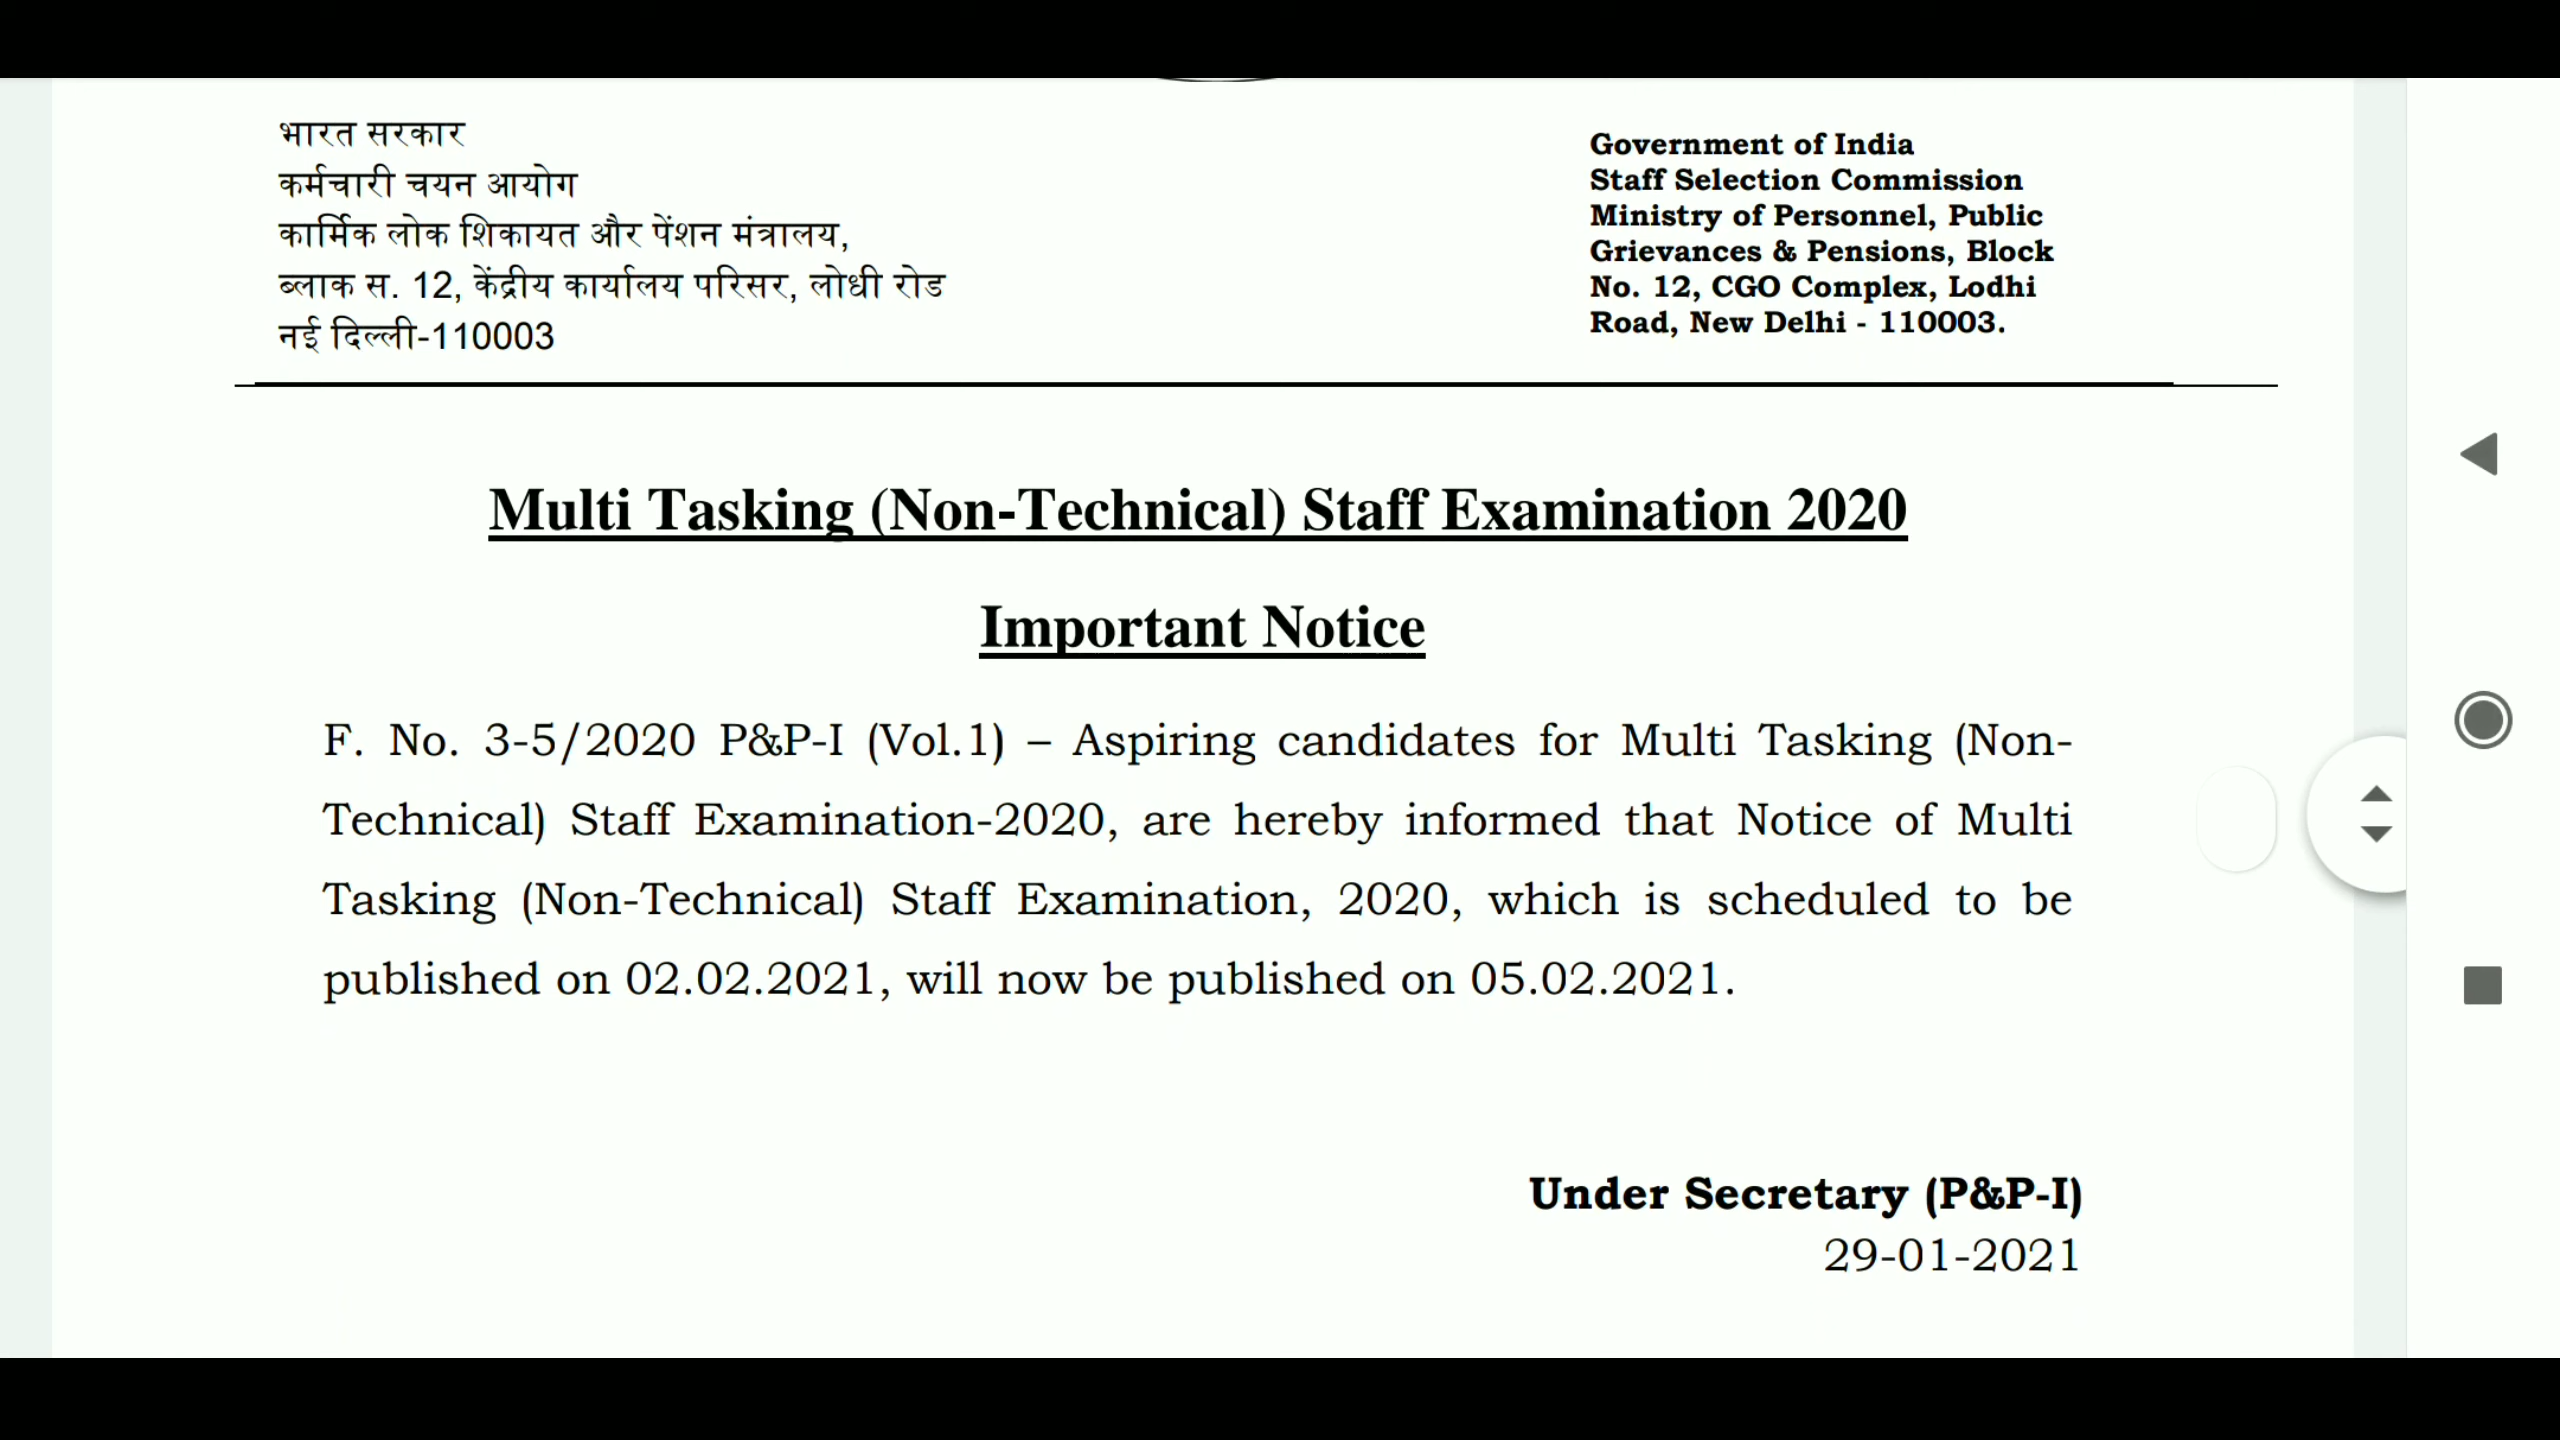 भारत सरकार
कर्मचारी चयन आयोग
कार्मिक लोक शिकायत और पेंशन मंत्रालय,
ब्लाक स. 12, केंद्रीय कार्यालय परिसर, लोधी रोड
नई दिल्ली-110003
Government of India
Staff Selection Commission
Ministry of Personnel, Public
Grievances & Pensions, Block
No. 12, CGO Complex, Lodhi
Road, New Delhi - 110003.
Multi Tasking (Non-Technical) Staff Examination 2020
Important Notice
F. No. 3-5/2020 P&P-I (Vol.1) – Aspiring candidates for Multi Tasking (Non-
Technical) Staff Examination-2020, are hereby informed that Notice of Multi
Tasking (Non-Technical) Staff Examination, 2020, which is scheduled to be
published on 02.02.2021, will now be published on 05.02.2021.
Under Secretary (P&P-I)
29-01-2021